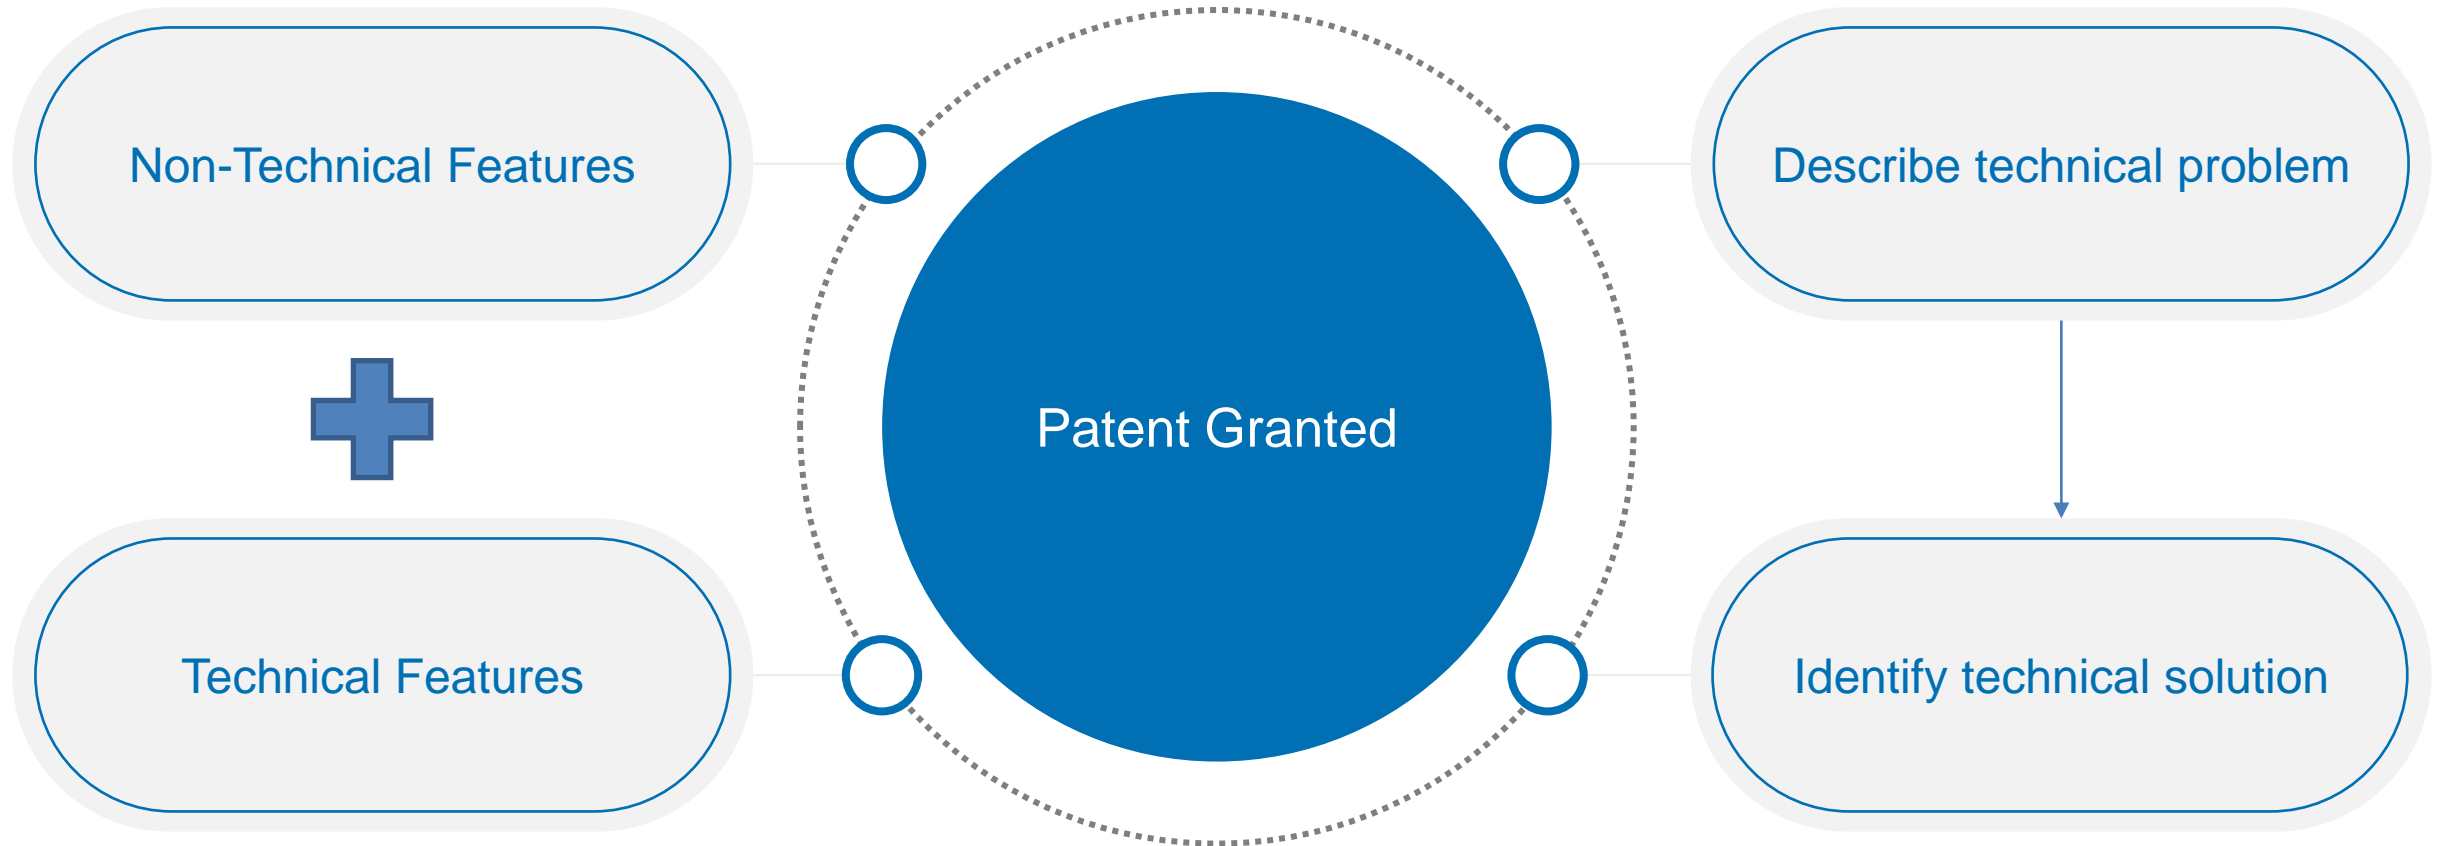 Non-Technical Features
Describe technical problem
Patent Granted
Technical Features
Identify technical solution